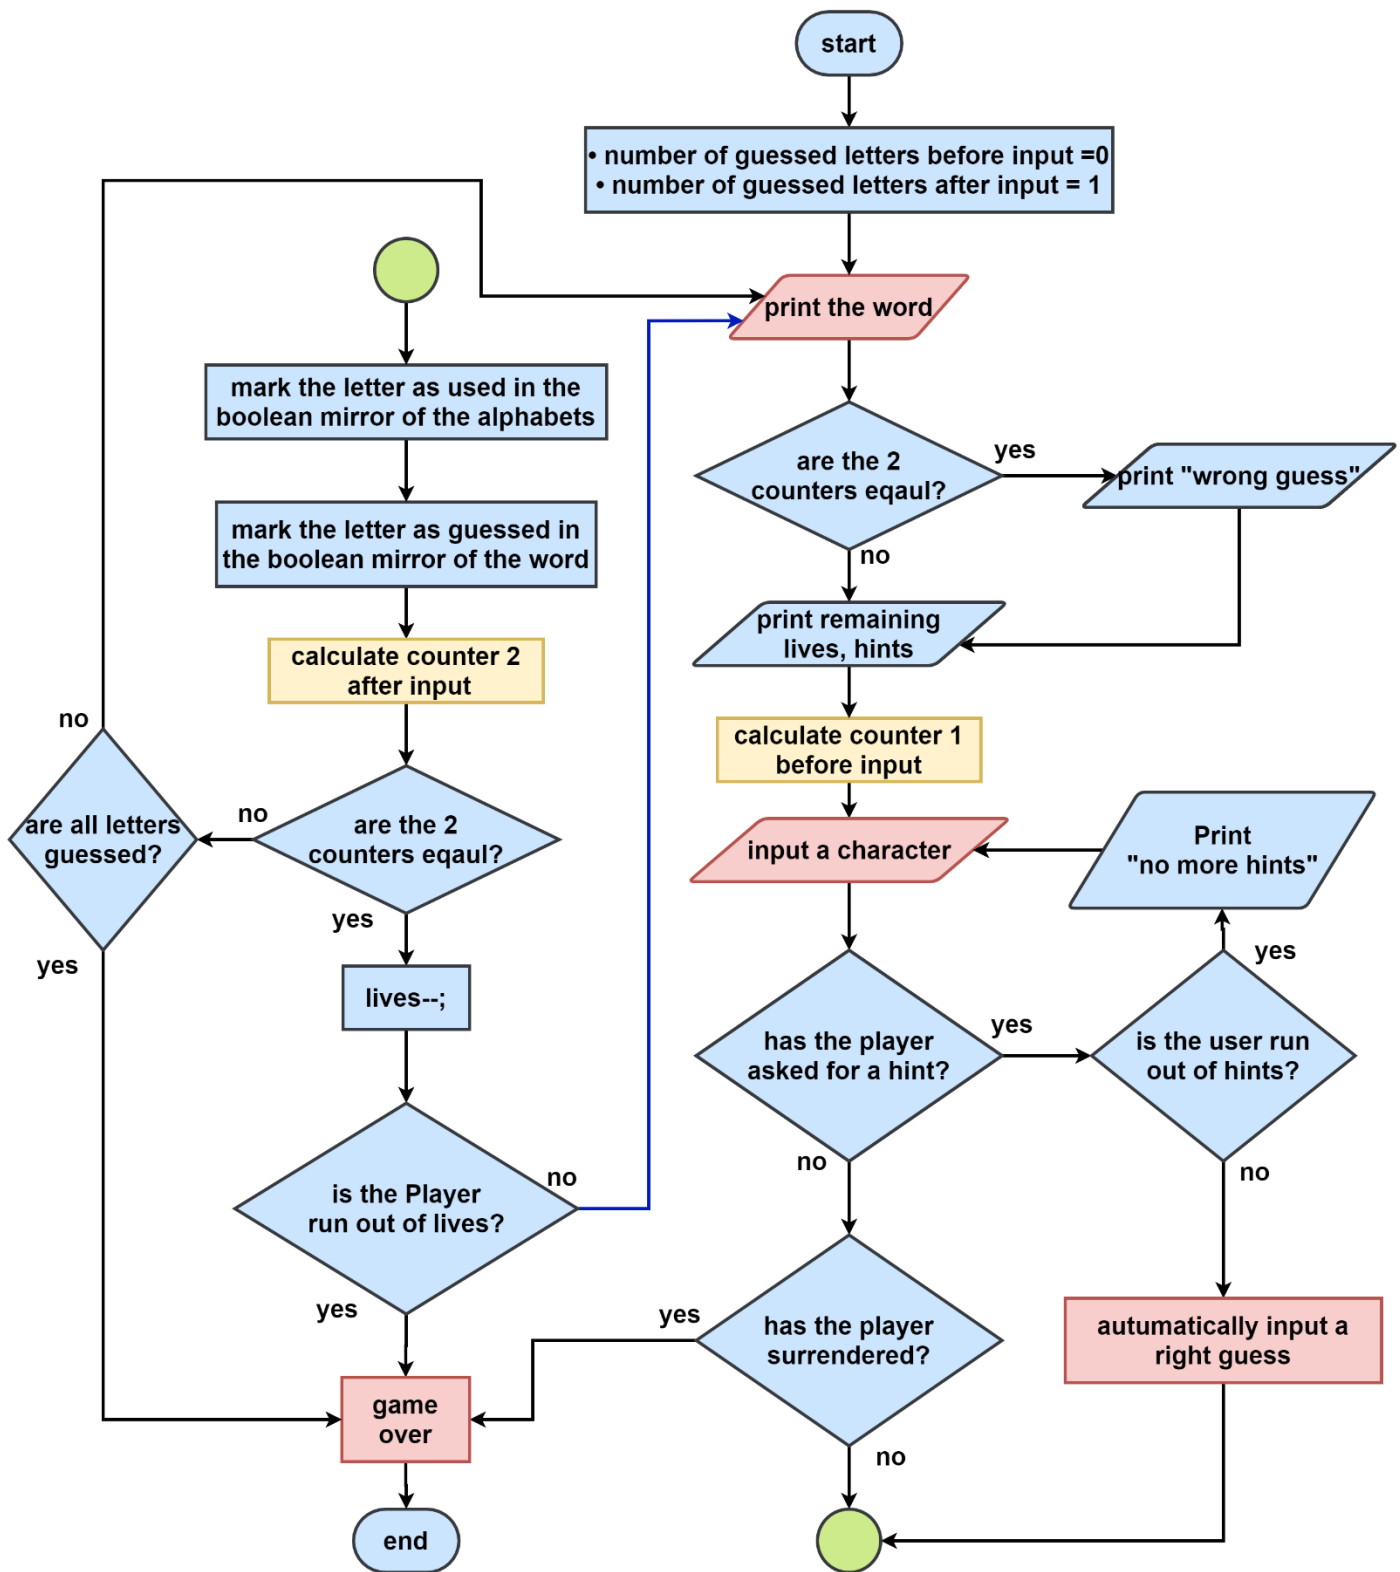 start
• number of guessed letters before input =0
• number of guessed letters after input = 1
print the word
are the 2
counters eqaul?
yes
print "wrong guess"
no
print remaining
lives, hints
calculate counter 1
before input
input a character
Print
"no more hints"
has the player
asked for a hint?
yes
is the user run
out of hints?
yes
no
autumatically input a
right guess
no
has the player
surrendered?
yes
no
mark the letter as used in the
boolean mirror of the alphabets
mark the letter as guessed in
the boolean mirror of the word
calculate counter 2
after input
are the 2
counters eqaul?
no
are all letters
guessed?
no
yes
yes
lives--;
is the Player
run out of lives?
no
yes
game
over
end